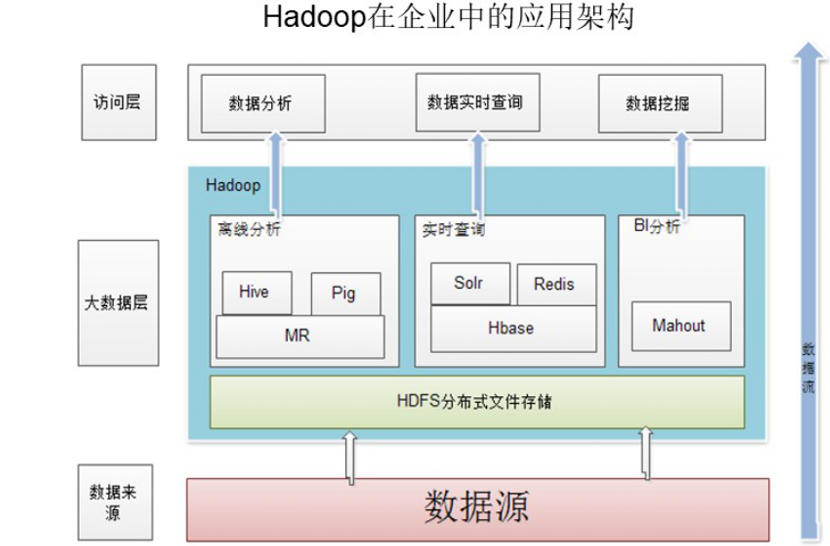 Hadoop在企业中的应用架构
访问层
数据分析
数据实时查询
数据挖掘
Hadoop
大数据层
离线分析
Hive
Pig
MR
实时查询
Solr
Redis
Hbase
BI分析
Mahout
HDFS分布式文件存储
数据来
源
数据源
数据流